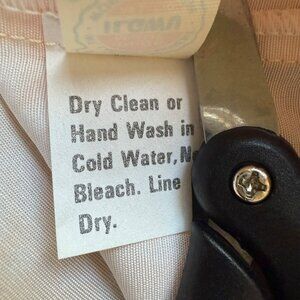 Dry Clean or
Hand Wash in
Cold Water, N
Bleach. Line
Dry.